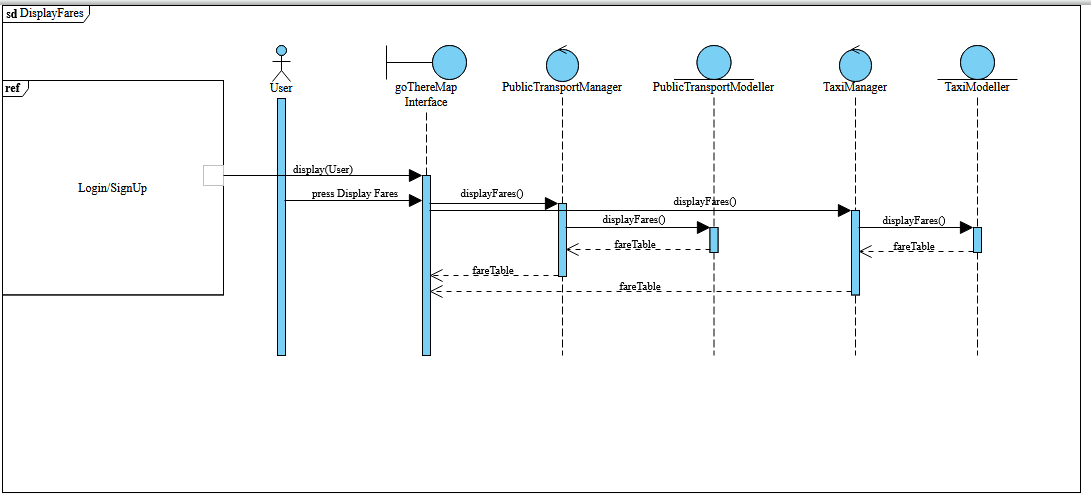 sd DisplayFares
ref
Login/SignUp
User
goThereMap
Interface
PublicTransportManager
PublicTransportModeller
TaxiManager
TaxiModeller
display(User)
press Display Fares
displayFares()
displayFares()
displayFares()
displayFares()
fareTable
fareTable
fareTable
fareTable